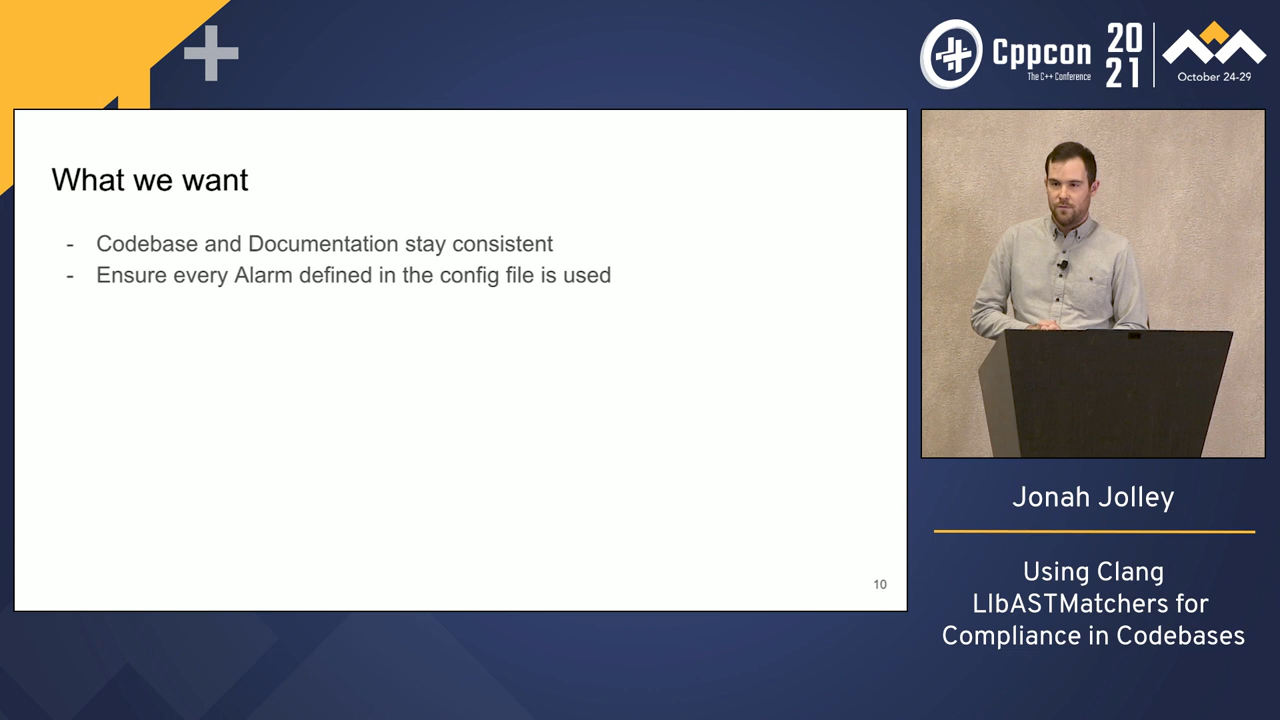 Cppcon
The C++ Conference
20
21
October 24-29
What we want
- Codebase and Documentation stay consistent
- Ensure every Alarm defined in the config file is used
10
Jonah Jolley
Using Clang
LIbASTMatchers for
Compliance in Codebases